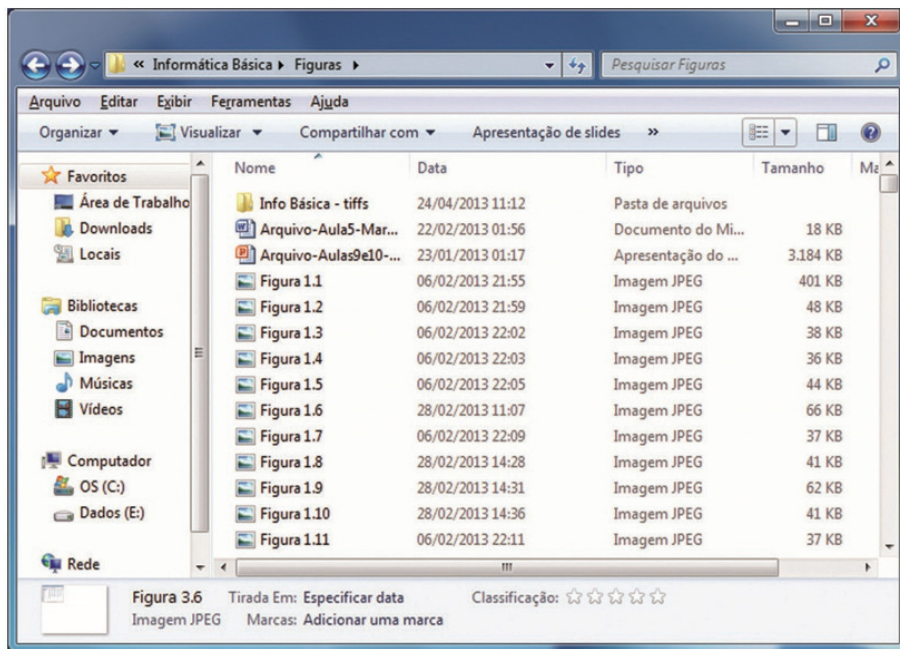 « Informática Básica ▸ Figuras ▸ Pesquisar Figuras
Arquivo Editar Exibir Ferramentas Ajuda
Organizar Visualizar Compartilhar com Apresentação de slides »
Favoritos
Área de Trabalho
Downloads
Locais
Bibliotecas
Documentos
Imagens
Músicas
Vídeos
Computador
OS (C:)
Dados (E:)
Rede
Nome Data Tipo Tamanho Ma
Info Básica - tiffs 24/04/2013 11:12 Pasta de arquivos
Arquivo-Aula5-Mar... 22/02/2013 01:56 Documento do Mi... 18 KB
Arquivo-Aulas9e10-... 23/01/2013 01:17 Apresentação do ... 3.184 KB
Figura 1.1 06/02/2013 21:55 Imagem JPEG 401 KB
Figura 1.2 06/02/2013 21:59 Imagem JPEG 48 KB
Figura 1.3 06/02/2013 22:02 Imagem JPEG 38 KB
Figura 1.4 06/02/2013 22:03 Imagem JPEG 36 KB
Figura 1.5 06/02/2013 22:05 Imagem JPEG 44 KB
Figura 1.6 28/02/2013 11:07 Imagem JPEG 66 KB
Figura 1.7 06/02/2013 22:09 Imagem JPEG 37 KB
Figura 1.8 28/02/2013 14:28 Imagem JPEG 41 KB
Figura 1.9 28/02/2013 14:31 Imagem JPEG 62 KB
Figura 1.10 28/02/2013 14:36 Imagem JPEG 41 KB
Figura 1.11 06/02/2013 22:11 Imagem JPEG 37 KB
Figura 3.6 Tirada Em: Especificar data Classificação:
Imagem JPEG Marcas: Adicionar uma marca